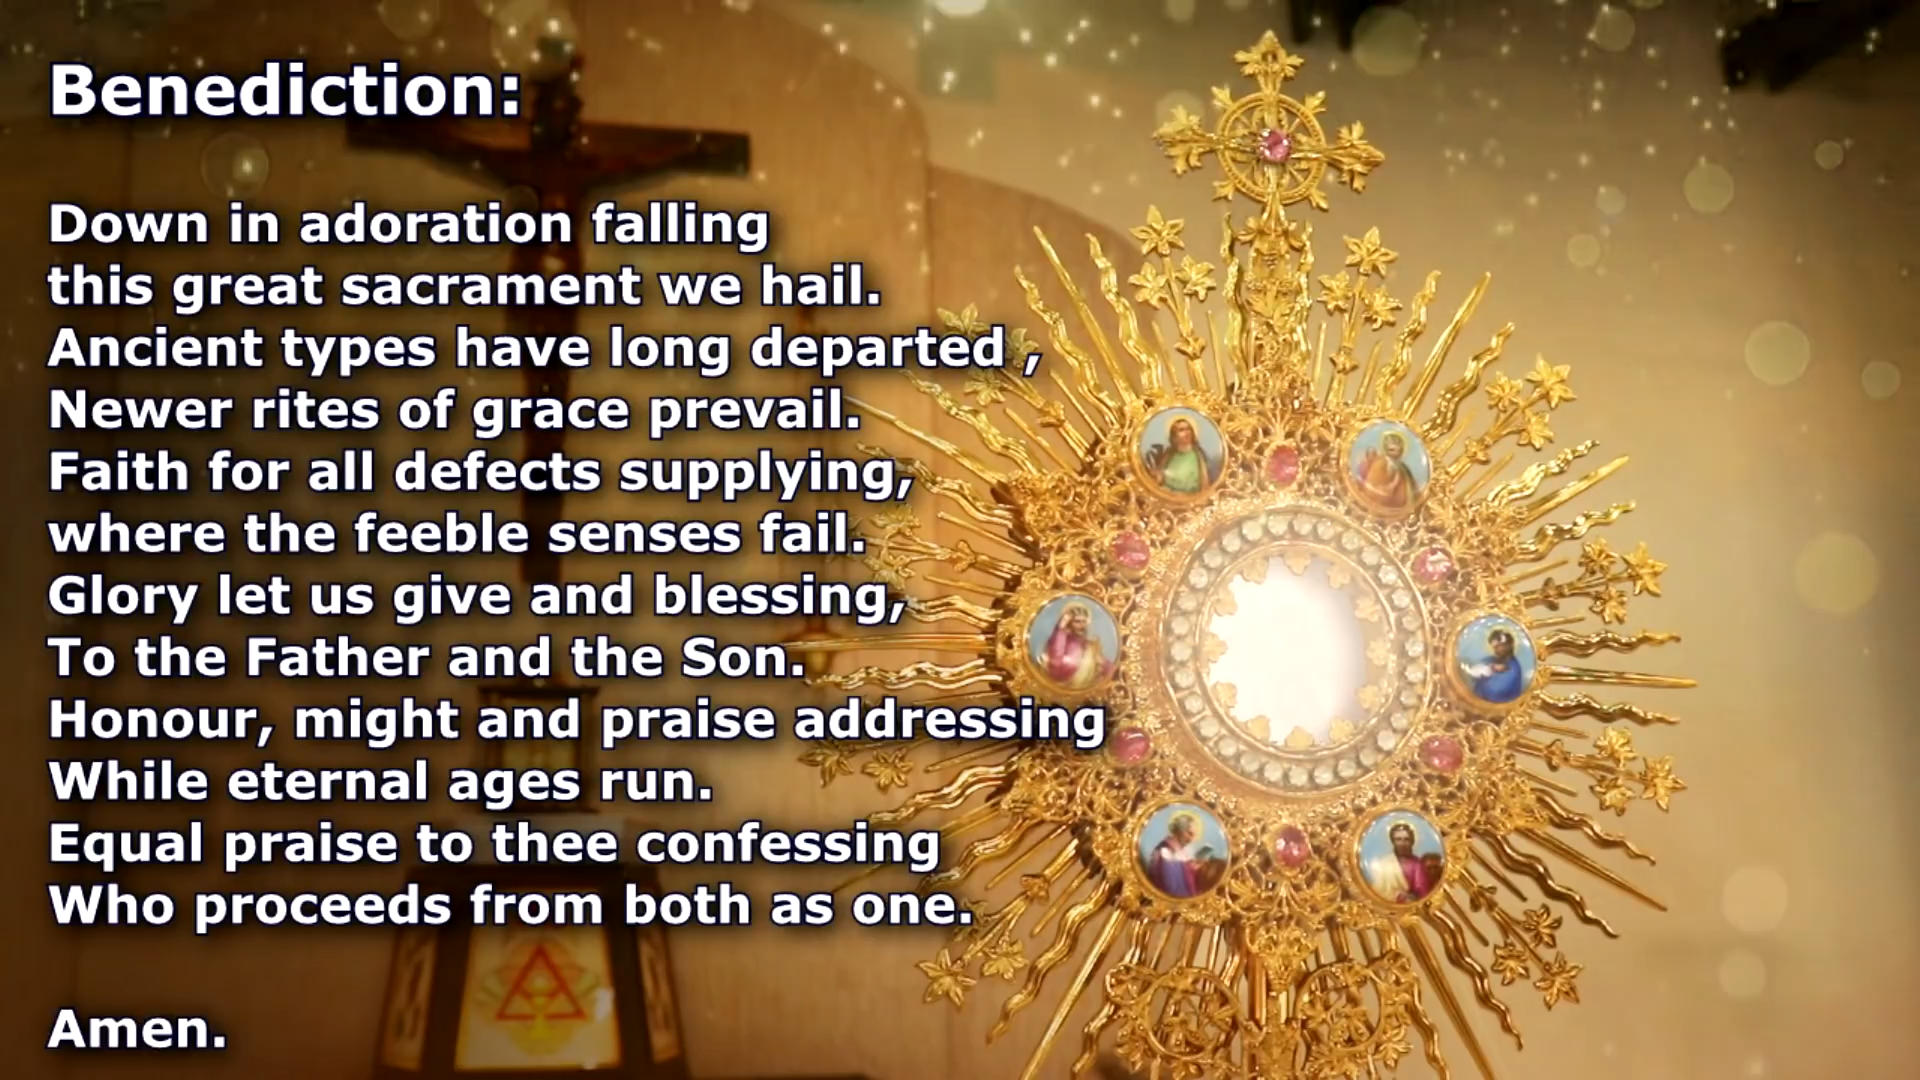 Benediction:
Down in adoration falling
this great sacrament we hail.
Ancient types have long departed ,
Newer rites of grace prevail.
Faith for all defects supplying,
where the feeble senses fail.
Glory let us give and blessing,
To the Father and the Son.
Honour, might and praise addressing
While eternal ages run.
Equal praise to thee confessing
Who proceeds from both as one.
Amen.